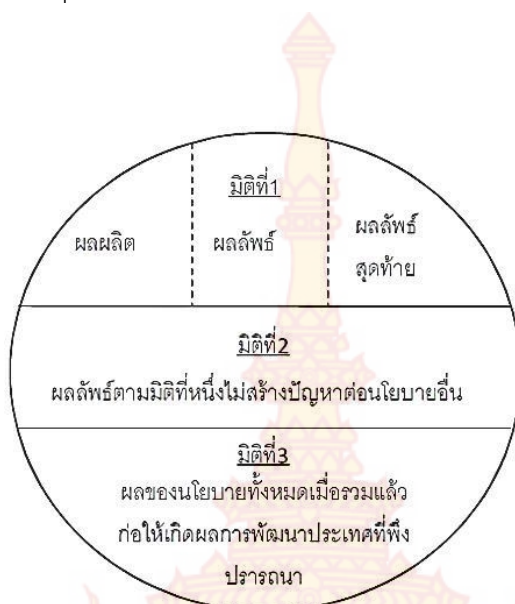 มิติที่1
ผลผลิต
ผลลัพธ์
ผลลัพธ์
สุดท้าย
มิติที่2
ผลลัพธ์ตามมิติที่หนึ่งไม่สร้างปัญหาต่อนโยบายอื่น
มิติที่3
ผลของนโยบายทั้งหมดเมื่อรวมแล้ว
ก่อให้เกิดผลการพัฒนาประเทศที่พึง
ปรารถนา